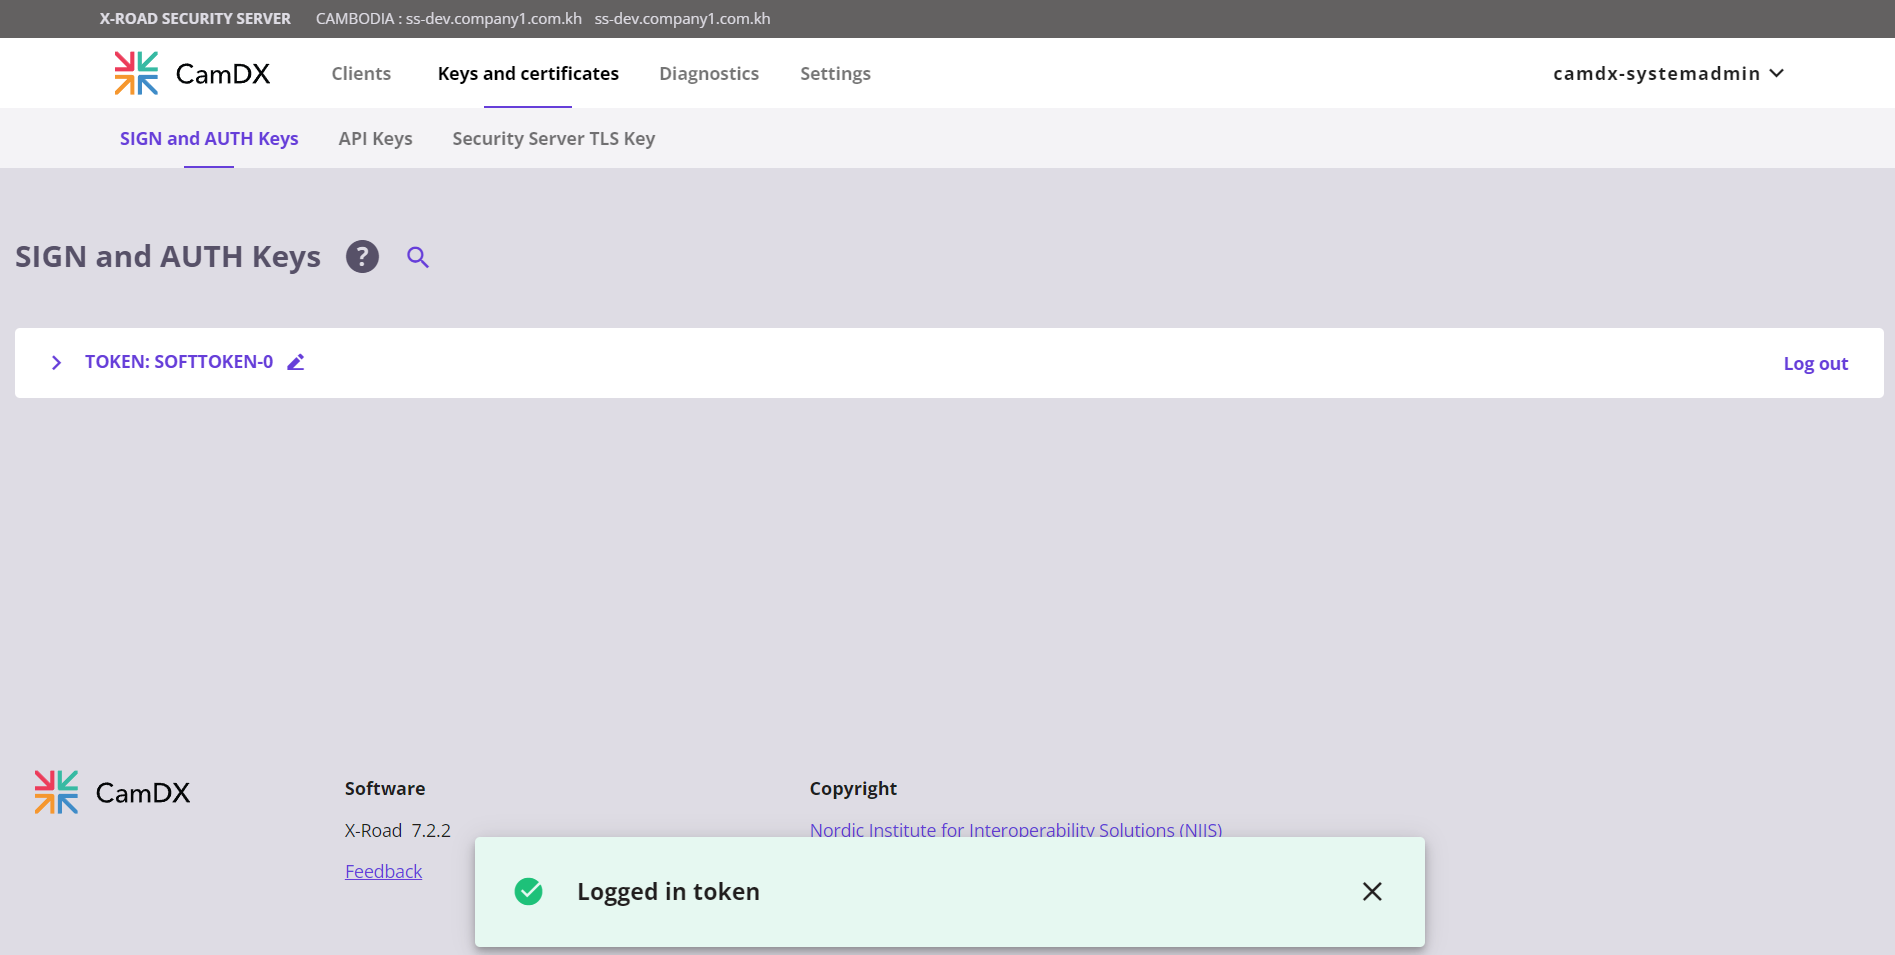 X-ROAD SECURITY SERVER CAMBODIA : ss-dev.company1.com.kh ss-dev.company1.com.kh
CamDX Clients Keys and certificates Diagnostics Settings camdx-systemadmin
SIGN and AUTH Keys API Keys Security Server TLS Key
SIGN and AUTH Keys ?
TOKEN: SOFTTOKEN-0 Log out
CamDX
Software
X-Road 7.2.2
Feedback
Copyright
Nordic Institute for Interoperability Solutions (NIIS)
Logged in token